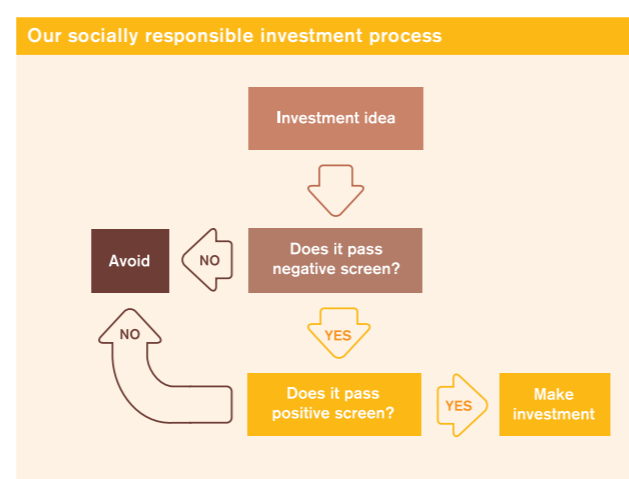 Our socially responsible investment process
Investment idea
Does it pass
negative screen?
NO
Avoid
YES
NO
Does it pass
positive screen?
YES
Make
investment